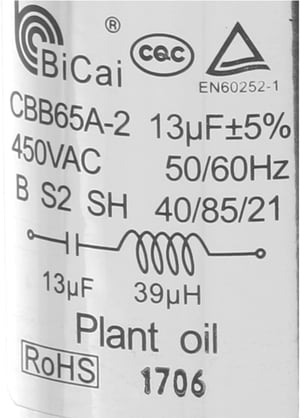 ®
BiCai CQC
EN60252-1
CBB65A-2 13µF±5%
450VAC 50/60Hz
B S2 SH 40/85/21
13µF 39µH
Plant oil
RoHS 1706